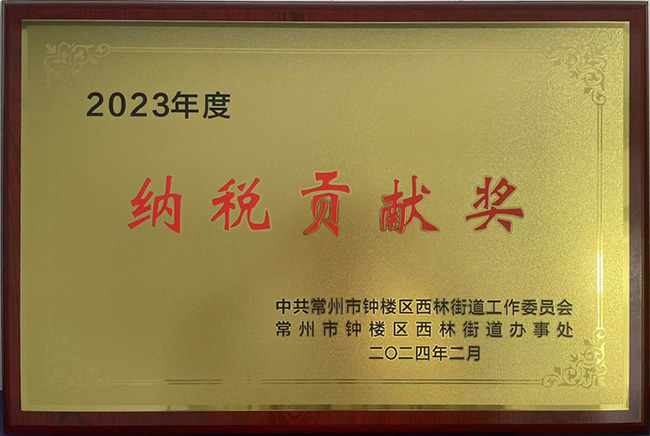 2023年度
纳税贡献奖
中共常州市钟楼区西林街道工作委员会
常州市钟楼区西林街道办事处
二〇二四年二月